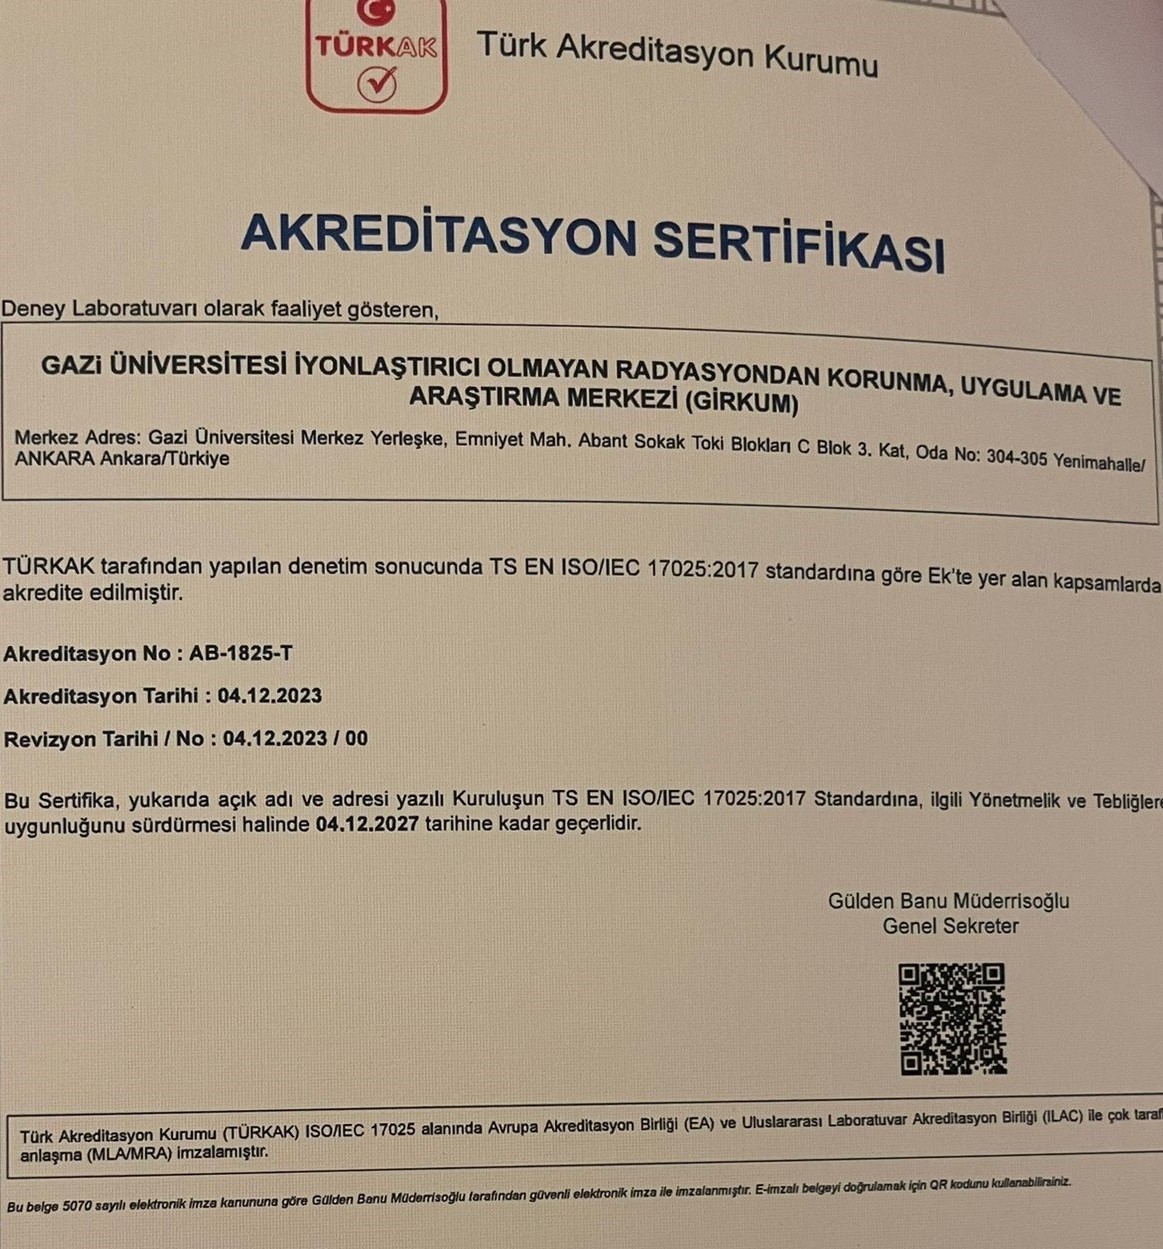 TÜRKAK
Türk Akreditasyon Kurumu
AKREDİTASYON SERTİFİKASI
Deney Laboratuvarı olarak faaliyet gösteren,
GAZi ÜNİVERSİTESİ İYONLAŞTIRICI OLMAYAN RADYASYONDAN KORUNMA, UYGULAMA VE
ARAŞTIRMA MERKEZİ (GİRKUM)
Merkez Adres: Gazi Üniversitesi Merkez Yerleşke, Emniyet Mah. Abant Sokak Toki Blokları C Blok 3. Kat, Oda No: 304-305 Yenimahalle/
ANKARA Ankara/Türkiye
TÜRKAK tarafından yapılan denetim sonucunda TS EN ISO/IEC 17025:2017 standardına göre Ek'te yer alan kapsamlarda
akredite edilmiştir.
Akreditasyon No : AB-1825-T
Akreditasyon Tarihi : 04.12.2023
Revizyon Tarihi / No : 04.12.2023 / 00
Bu Sertifika, yukarıda açık adı ve adresi yazılı Kuruluşun TS EN ISO/IEC 17025:2017 Standardına, ilgili Yönetmelik ve Tebliğlere
uygunluğunu sürdürmesi halinde 04.12.2027 tarihine kadar geçerlidir.
Gülden Banu Müderrisoğlu
Genel Sekreter
Türk Akreditasyon Kurumu (TÜRKAK) ISO/IEC 17025 alanında Avrupa Akreditasyon Birliği (EA) ve Uluslararası Laboratuvar Akreditasyon Birliği (ILAC) ile çok taraf
anlaşma (MLA/MRA) imzalamıştır.
Bu belge 5070 sayılı elektronik imza kanununa göre Gülden Banu Müderrisoğlu tarafından güvenli elektronik imza ile imzalanmıştır. E-imzalı belgeyi doğrulamak için QR kodunu kullanabilirsiniz.